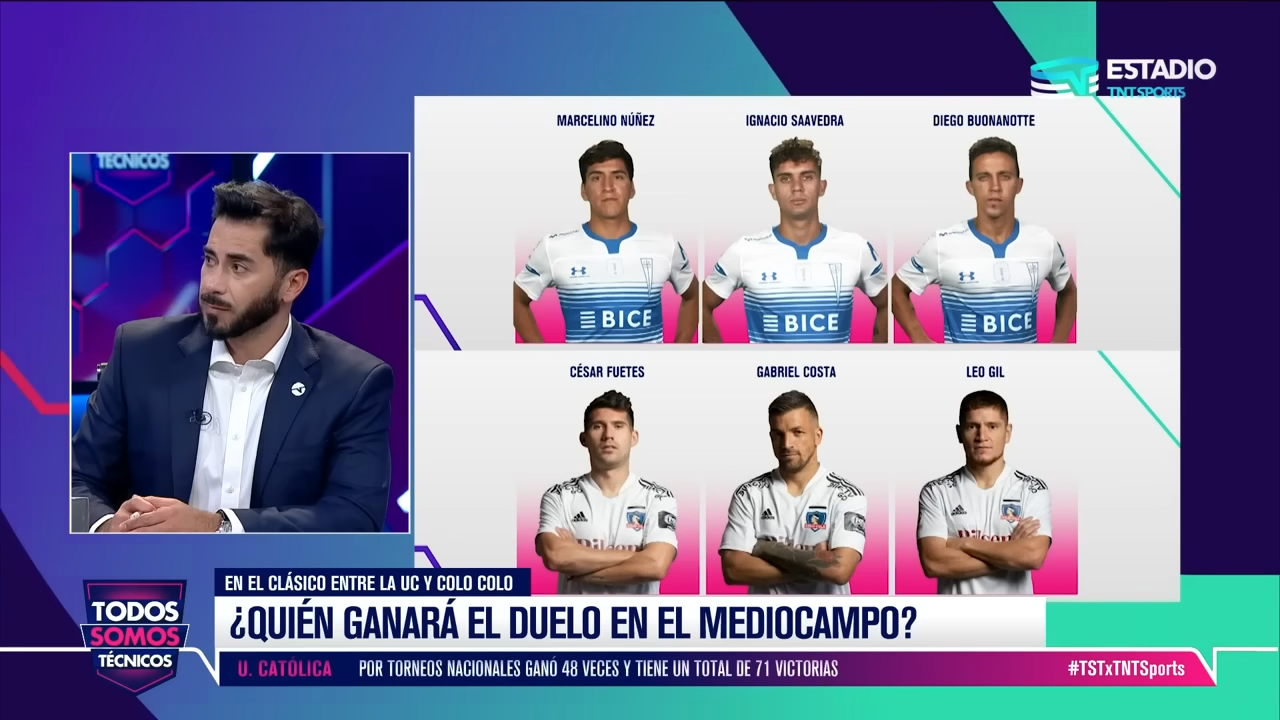 ESTADIO
TNT SPORTS
TÉCNICOS
MARCELINO NÚÑEZ
IGNACIO SAAVEDRA
DIEGO BUONANOTTE
BICE
BICE
BICE
CÉSAR FUETES
GABRIEL COSTA
LEO GIL
EN EL CLÁSICO ENTRE LA UC Y COLO COLO
¿QUIÉN GANARÁ EL DUELO EN EL MEDIOCAMPO?
TODOS
SOMOS
TÉCNICOS
U. CATÓLICA POR TORNEOS NACIONALES GANÓ 48 VECES Y TIENE UN TOTAL DE 71 VICTORIAS
#TSTxTNTSports